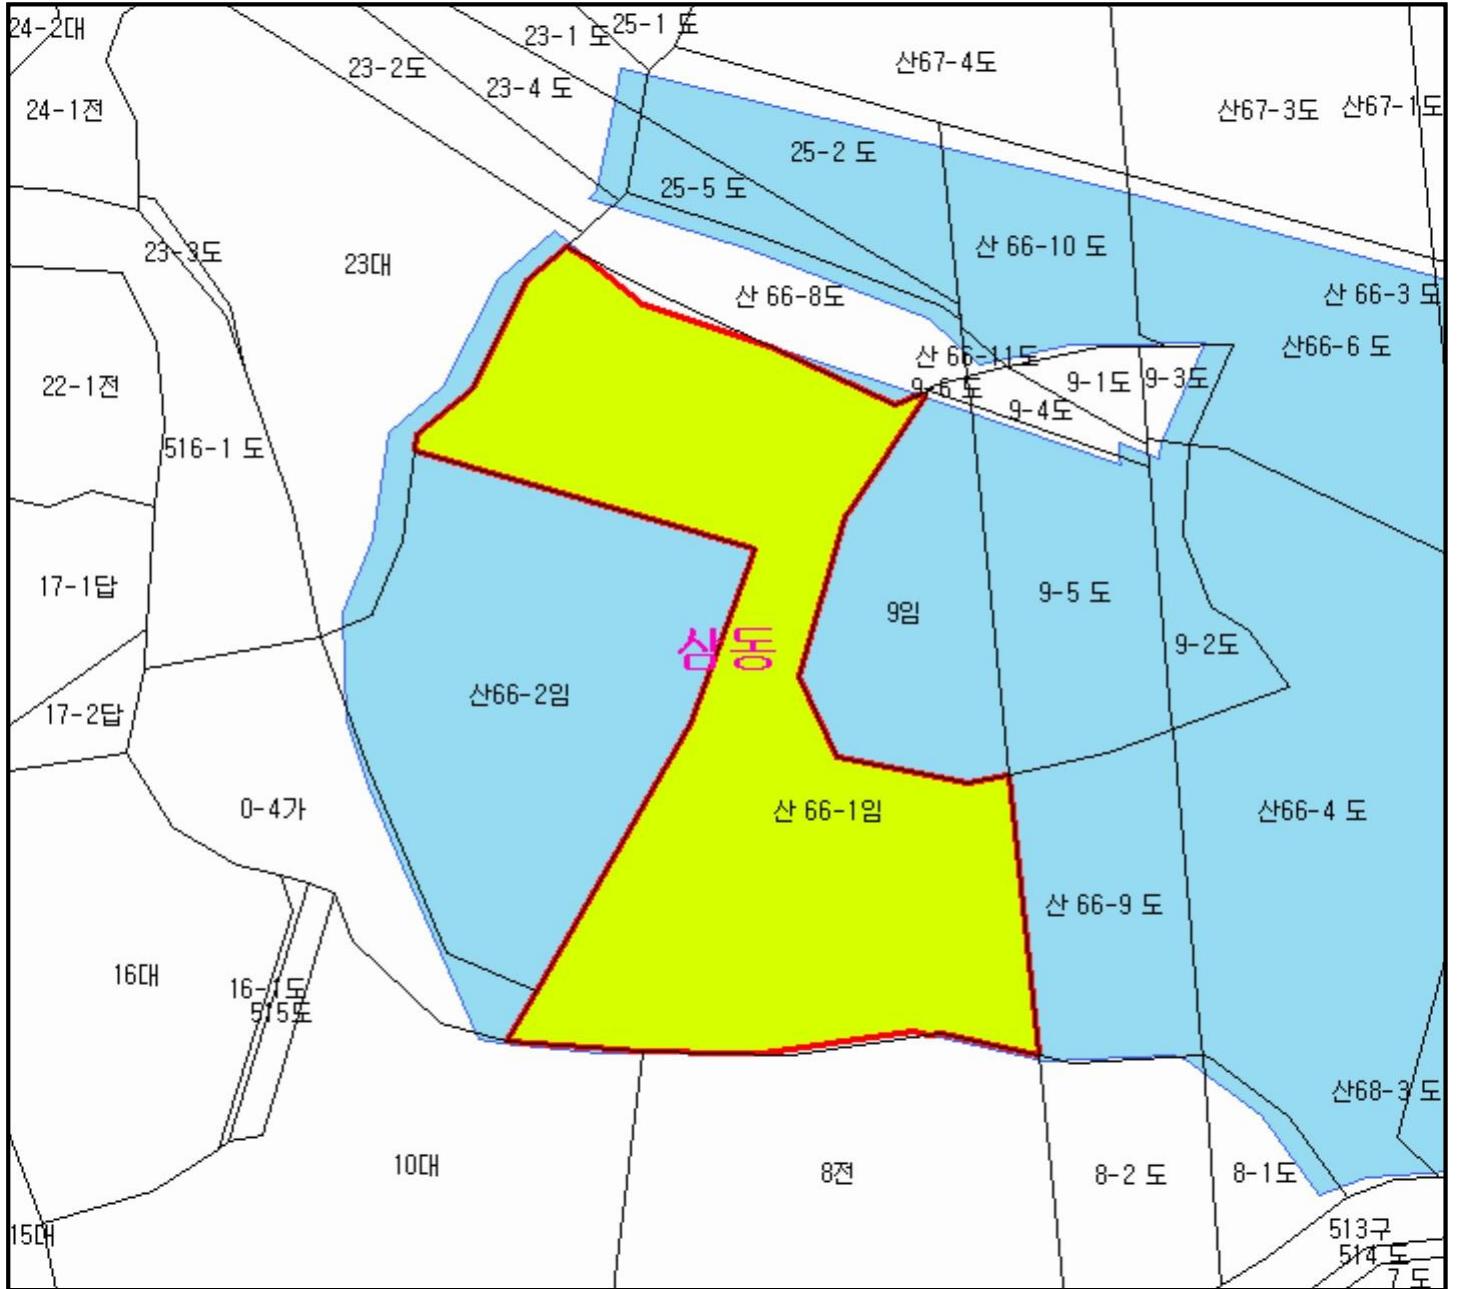 24-2대
23-1 도
25-1 도
23-2도
23-4 도
산67-4도
24-1전
산67-3도
산67-1도
25-2 도
25-5 도
23-3도
23대
산 66-10 도
산 66-8도
산 66-3 도
산66-6 도
산 66-11도
22-1전
9-6 도
9-1도
9-3도
9-4도
516-1 도
17-1답
9임
9-5 도
9-2도
삼동
산66-2임
17-2답
0-4가
산 66-1임
산66-4 도
산 66-9 도
16대
16-1도
515도
산68-3 도
10대
8전
8-2 도
8-1도
15대
513구
514 도
7 도